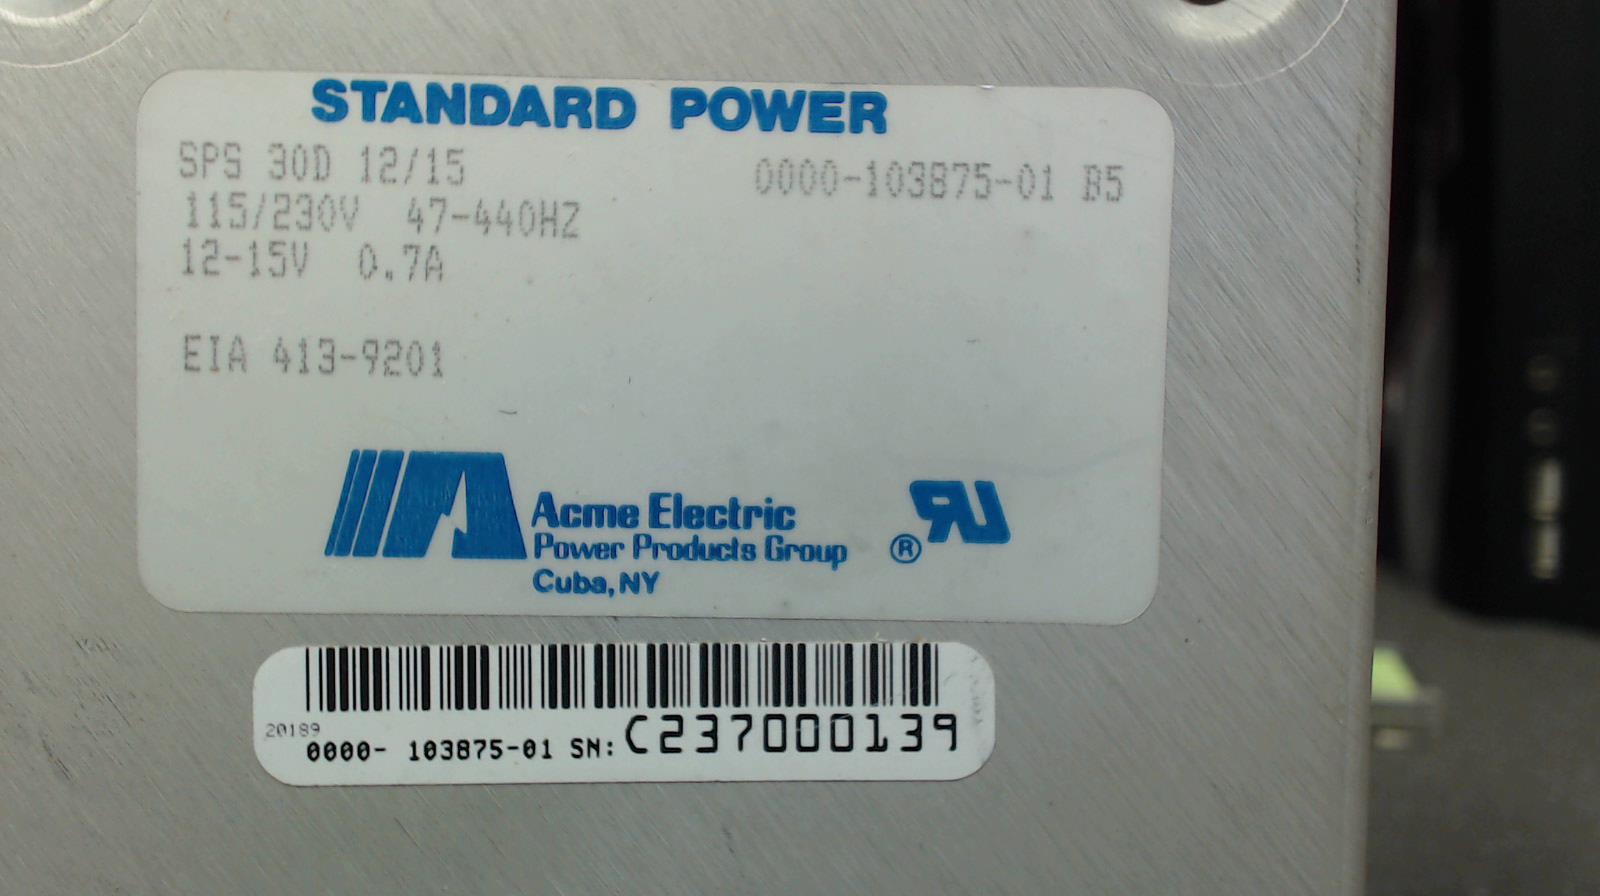 STANDARD POWER
SPS 30D 12/15 0000-103875-01 B5
115/230V 47-440HZ
12-15V 0.7A
EIA 413-9201
Acme Electric
Power Products Group ® RU
Cuba, NY
20189
0000- 103875-01 SN: C237000139